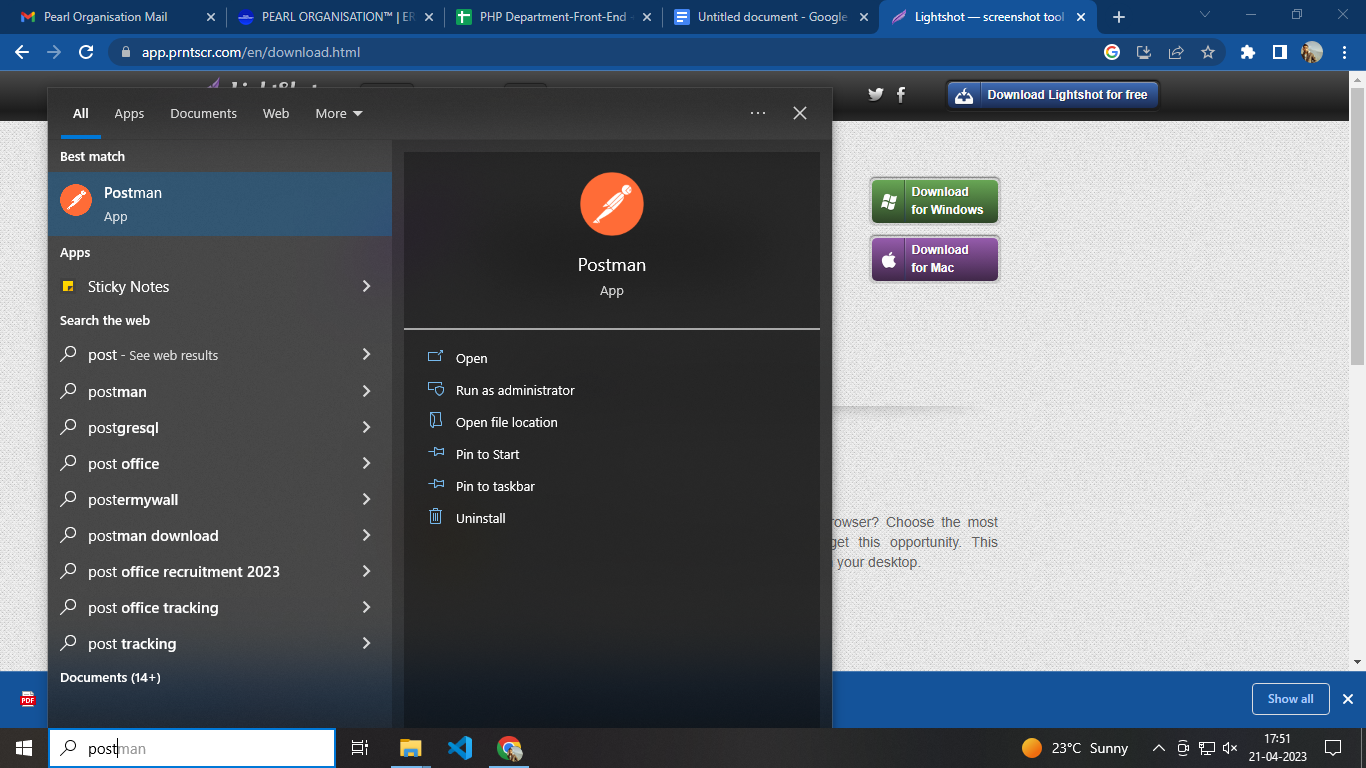 Pearl Organisation Mail
PEARL ORGANISATION™ | ER
PHP Department-Front-End -
Untitled document - Google
Lightshot — screenshot tool
app.prntscr.com/en/download.html
Download Lightshot for free
All
Apps
Documents
Web
More
Best match
Postman
App
Apps
Sticky Notes
Search the web
post - See web results
postman
postgresql
post office
postermywall
postman download
post office recruitment 2023
post office tracking
post tracking
Documents (14+)
Postman
App
Open
Run as administrator
Open file location
Pin to Start
Pin to taskbar
Uninstall
Download
for Windows
Download
for Mac
rowser? Choose the most
get this opportunity. This
your desktop.
PDF
Show all
postman
23°C Sunny
17:51
21-04-2023